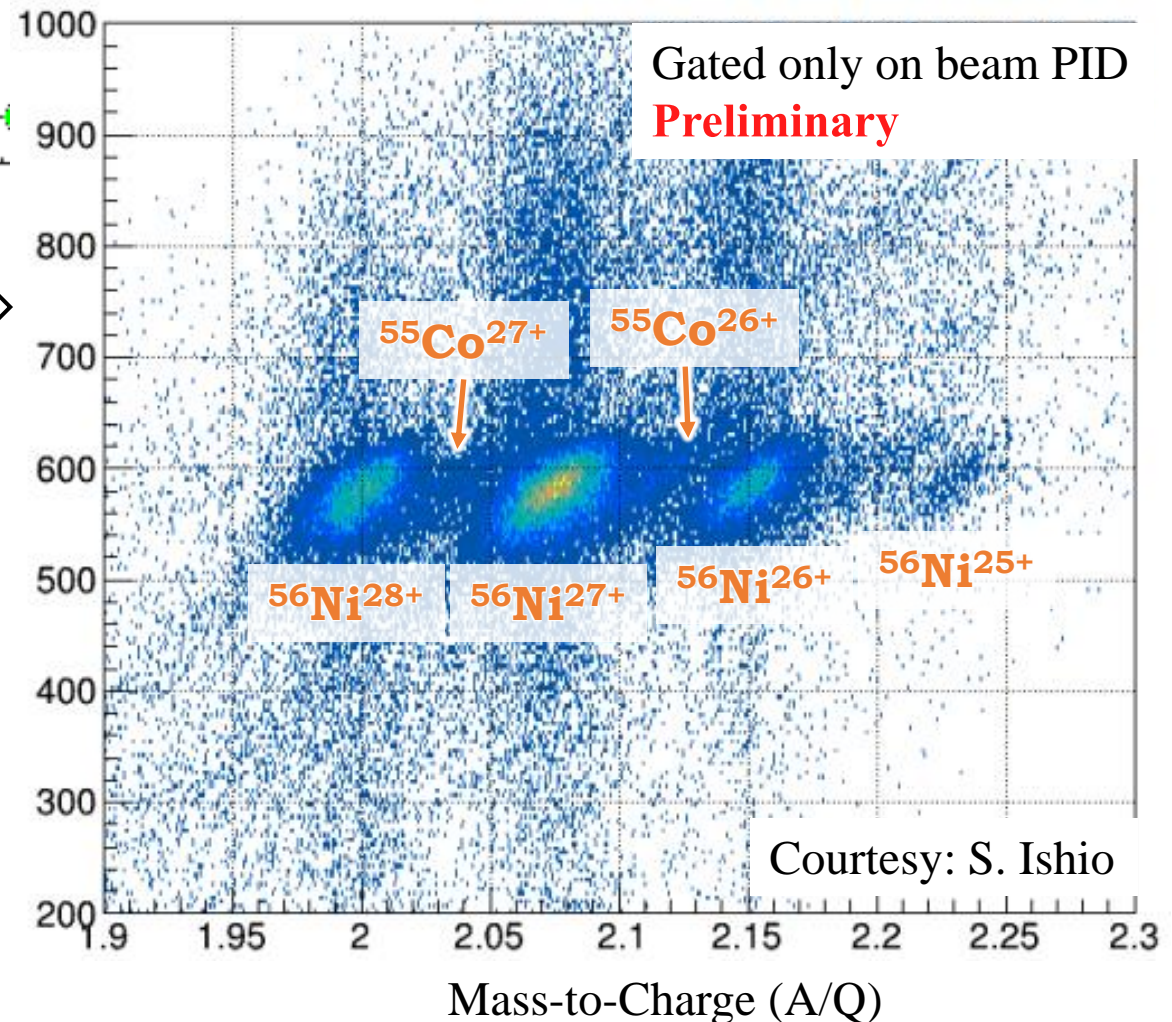 1000
900
800
700
600
500
400
300
200
Gated only on beam PID
Preliminary
⁵⁵Co²⁷⁺
⁵⁵Co²⁶⁺
⁵⁶Ni²⁸⁺
⁵⁶Ni²⁷⁺
⁵⁶Ni²⁶⁺
⁵⁶Ni²⁵⁺
Courtesy: S. Ishio
1.9 1.95 2 2.05 2.1 2.15 2.2 2.25 2.3
Mass-to-Charge (A/Q)